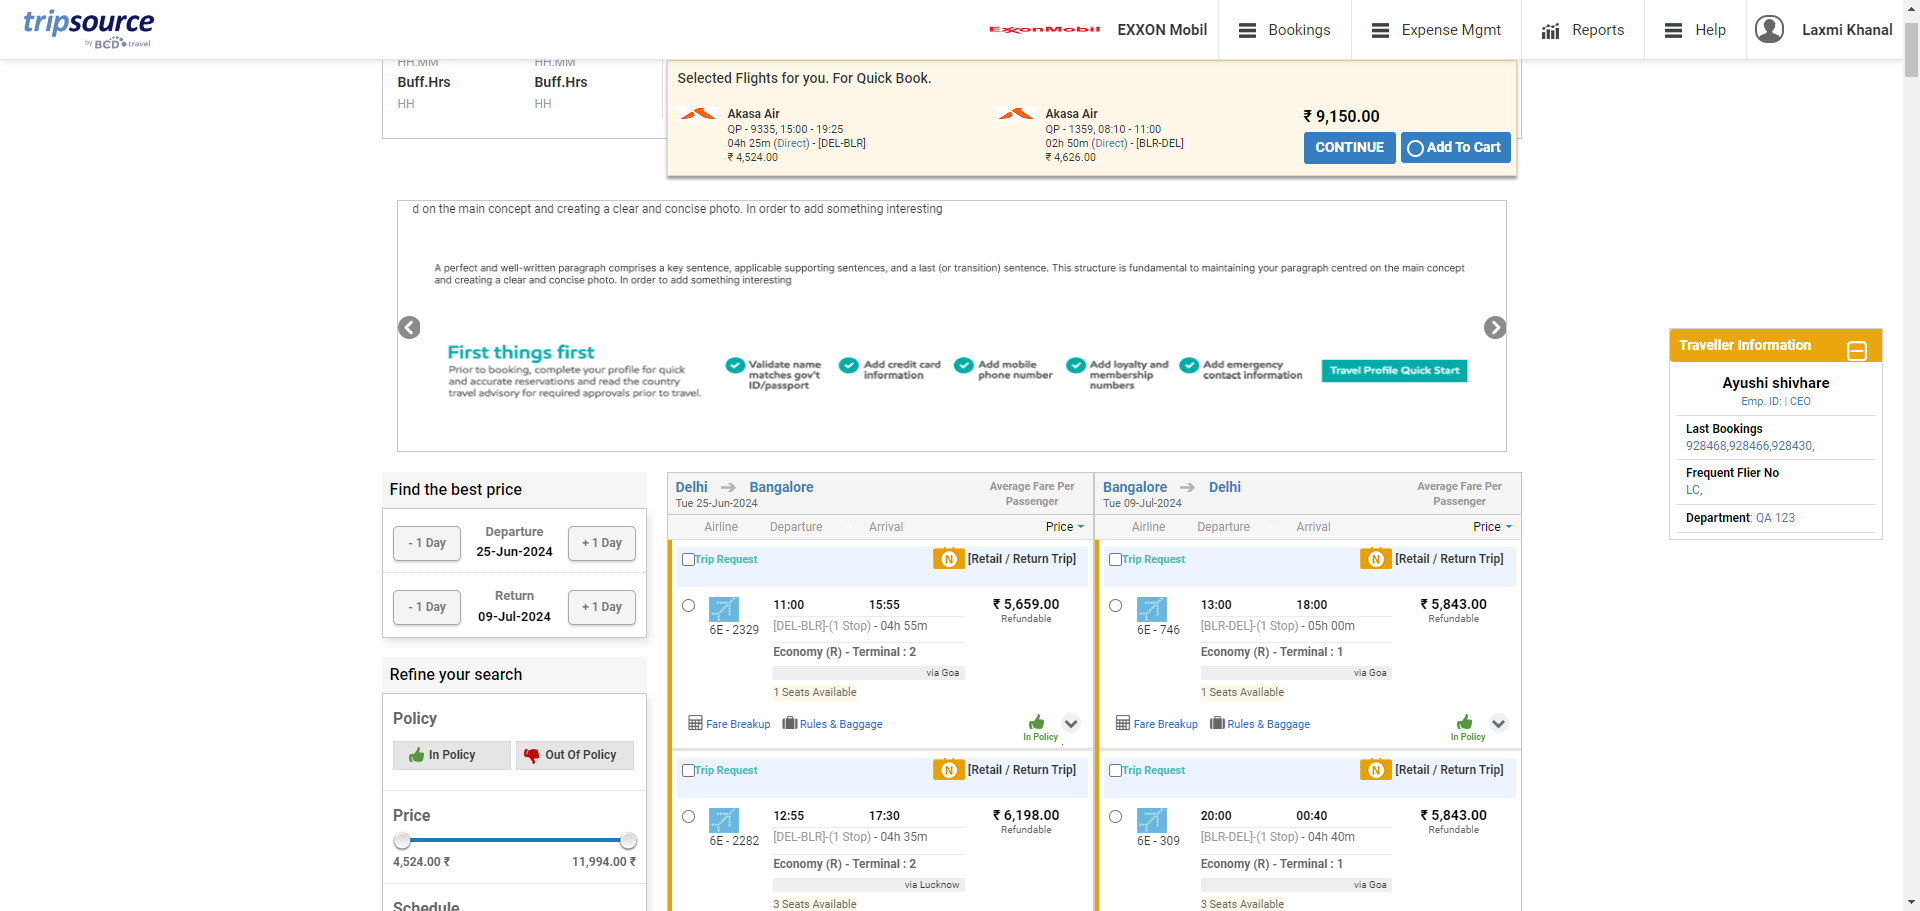 tripsource
by BCD travel
ExxonMobil
EXXON Mobil
Bookings
Expense Mgmt
Reports
Help
Laxmi Khanal
HH.MM
HH.MM
Buff.Hrs
Buff.Hrs
HH
HH
Selected Flights for you. For Quick Book.
Akasa Air
QP - 9335, 15:00 - 19:25
04h 25m (Direct) - [DEL-BLR]
₹ 4,524.00
Akasa Air
QP - 1359, 08:10 - 11:00
02h 50m (Direct) - [BLR-DEL]
₹ 4,626.00
₹ 9,150.00
CONTINUE
Add To Cart
d on the main concept and creating a clear and concise photo. In order to add something interesting
A perfect and well-written paragraph comprises a key sentence, applicable supporting sentences, and a last (or transition) sentence. This structure is fundamental to maintaining your paragraph centred on the main concept
and creating a clear and concise photo. In order to add something interesting
First things first
Prior to booking, complete your profile for quick
and accurate reservations and read the country
travel advisory for required approvals prior to travel.
Validate name
matches gov't
ID/passport
Add credit card
information
Add mobile
phone number
Add loyalty and
membership
numbers
Add emergency
contact information
Travel Profile Quick Start
Traveller Information
Ayushi shivhare
Emp. ID: | CEO
Last Bookings
928468,928466,928430,
Frequent Flier No
LC,
Department: QA 123
Find the best price
- 1 Day
Departure
25-Jun-2024
+ 1 Day
- 1 Day
Return
09-Jul-2024
+ 1 Day
Refine your search
Policy
In Policy
Out Of Policy
Price
4,524.00 ₹
11,994.00 ₹
Schedule
Delhi
Bangalore
Tue 25-Jun-2024
Average Fare Per
Passenger
Airline
Departure
Arrival
Price
Trip Request
N
[Retail / Return Trip]
6E - 2329
11:00
15:55
[DEL-BLR]-(1 Stop) - 04h 55m
Economy (R) - Terminal : 2
via Goa
1 Seats Available
₹ 5,659.00
Refundable
Fare Breakup
Rules & Baggage
In Policy
Trip Request
N
[Retail / Return Trip]
6E - 2282
12:55
17:30
[DEL-BLR]-(1 Stop) - 04h 35m
Economy (R) - Terminal : 2
via Lucknow
3 Seats Available
₹ 6,198.00
Refundable
Bangalore
Delhi
Tue 09-Jul-2024
Average Fare Per
Passenger
Airline
Departure
Arrival
Price
Trip Request
N
[Retail / Return Trip]
6E - 746
13:00
18:00
[BLR-DEL]-(1 Stop) - 05h 00m
Economy (R) - Terminal : 1
via Goa
1 Seats Available
₹ 5,843.00
Refundable
Fare Breakup
Rules & Baggage
In Policy
Trip Request
N
[Retail / Return Trip]
6E - 309
20:00
00:40
[BLR-DEL]-(1 Stop) - 04h 40m
Economy (R) - Terminal : 1
via Goa
3 Seats Available
₹ 5,843.00
Refundable